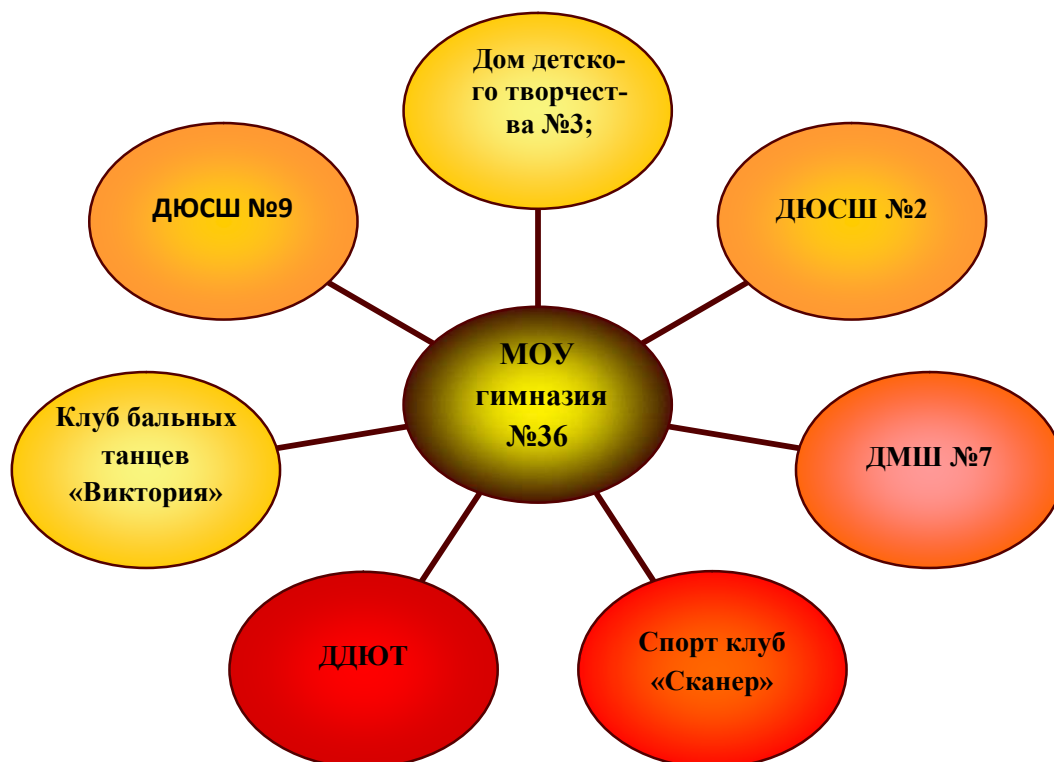 Дом детско-
го творчест-
ва №3;
ДЮСШ №9
ДЮСШ №2
МОУ
гимназия
№36
Клуб бальных
танцев
«Виктория»
ДМШ №7
ДДЮТ
Спорт клуб
«Сканер»